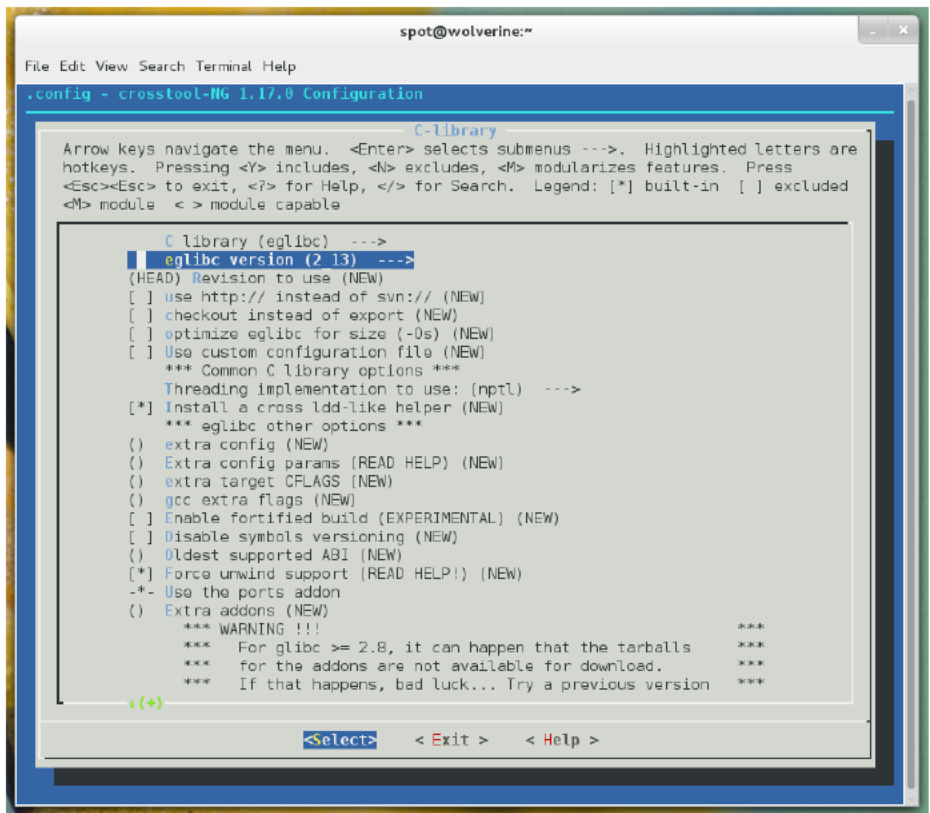 spot@wolverine:~
File Edit View Search Terminal Help
.config - crosstool-NG 1.17.0 Configuration
C-library
Arrow keys navigate the menu.  <Enter> selects submenus --->.  Highlighted letters are
hotkeys.  Pressing <Y> includes, <N> excludes, <M> modularizes features.  Press
<Esc><Esc> to exit, <?> for Help, </> for Search.  Legend: [*] built-in  [ ] excluded
<M> module  < > module capable
C library (eglibc)  --->
eglibc version (2_13)  --->
(HEAD) Revision to use (NEW)
[ ] use http:// instead of svn:// (NEW)
[ ] checkout instead of export (NEW)
[ ] optimize eglibc for size (-Os) (NEW)
[ ] Use custom configuration file (NEW)
*** Common C library options ***
Threading implementation to use: (nptl)  --->
[*] Install a cross ldd-like helper (NEW)
*** eglibc other options ***
()  extra config (NEW)
()  Extra config params (READ HELP) (NEW)
()  extra target CFLAGS (NEW)
()  gcc extra flags (NEW)
[ ] Enable fortified build (EXPERIMENTAL) (NEW)
[ ] Disable symbols versioning (NEW)
()  Oldest supported ABI (NEW)
[*] Force unwind support (READ HELP!) (NEW)
-*- Use the ports addon
()  Extra addons (NEW)
*** WARNING !!! ***
***   For glibc >= 2.8, it can happen that the tarballs   ***
***   for the addons are not available for download.   ***
***   If that happens, bad luck... Try a previous version   ***
↓(+)
<Select>    < Exit >    < Help >